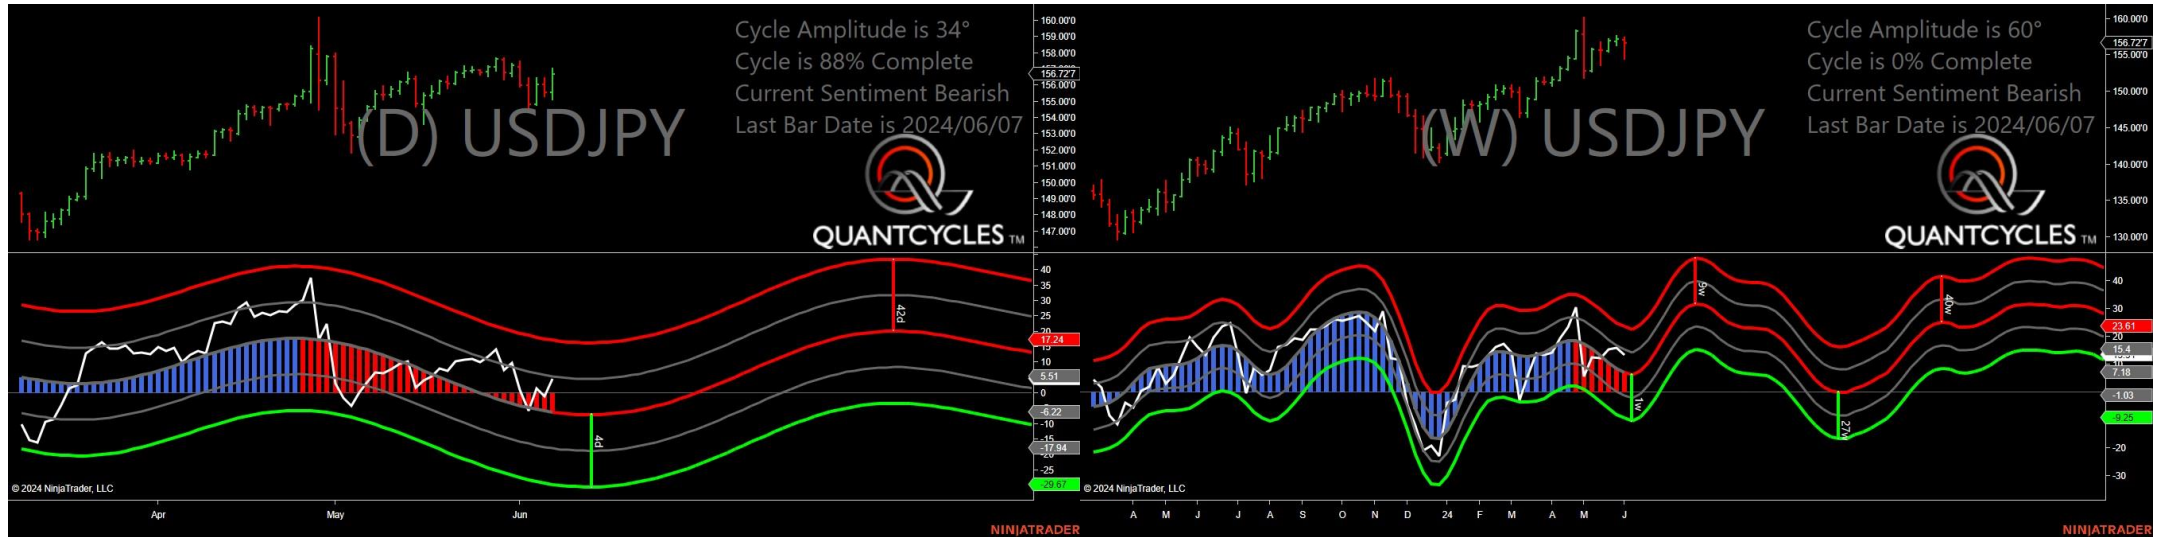 Cycle Amplitude is 34°
Cycle is 88% Complete
Current Sentiment Bearish
Last Bar Date is 2024/06/07
(D) USDJPY
QUANTCYCLES TM
160.00'0
159.00'0
158.00'0
156.72'7
156.00'0
155.00'0
154.00'0
153.00'0
152.00'0
151.00'0
150.00'0
149.00'0
148.00'0
147.00'0
42d
4d
40
35
30
25
20
17.24
15
10
5.51
0
-6.22
-10
-15
-17.94
-25
-29.67
© 2024 NinjaTrader, LLC
Apr May Jun
NINJATRADER
Cycle Amplitude is 60°
Cycle is 0% Complete
Current Sentiment Bearish
Last Bar Date is 2024/06/07
(W) USDJPY
QUANTCYCLES TM
160.00'0
156.72'7
155.00'0
150.00'0
145.00'0
140.00'0
135.00'0
130.00'0
9w
40w
1w
27w
40
30
23.61
20
15.4
7.18
-1.03
-9.25
-20
-30
© 2024 NinjaTrader, LLC
A M J J A S O N D 24 F M A M J
NINJATRADER